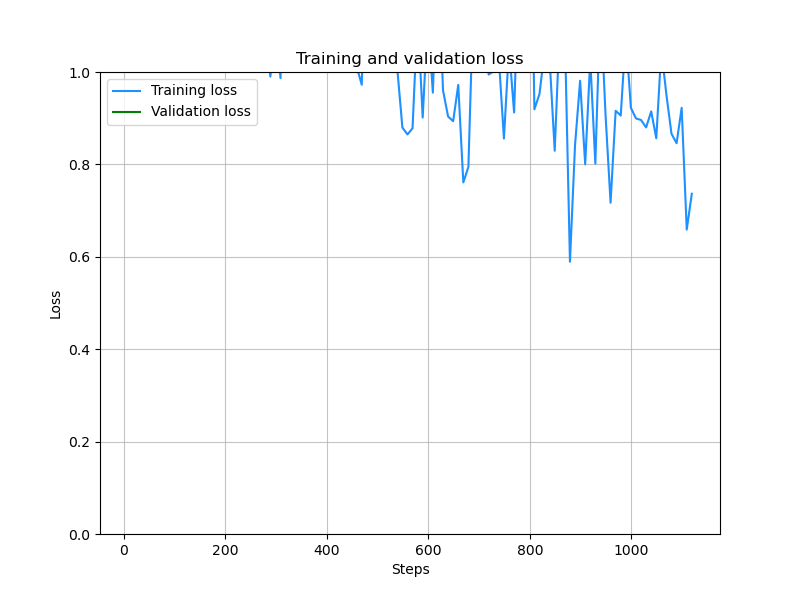 Training and validation loss
Training loss
Validation loss
1.0
0.8
0.6
0.4
0.2
0.0
Loss
0 200 400 600 800 1000
Steps